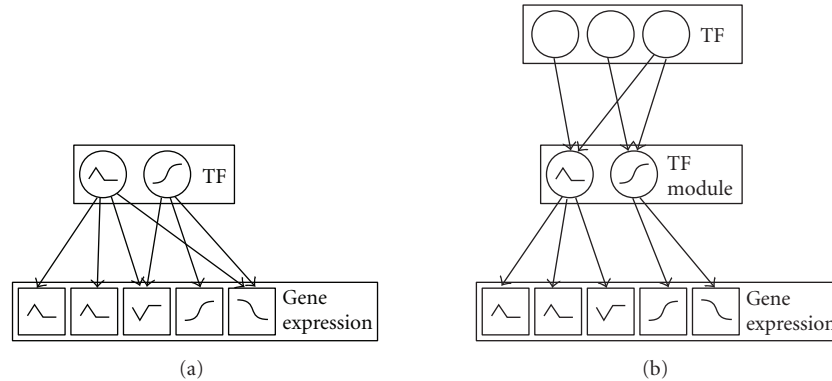 TF
Gene
expression
(a)
TF
TF
module
Gene
expression
(b)